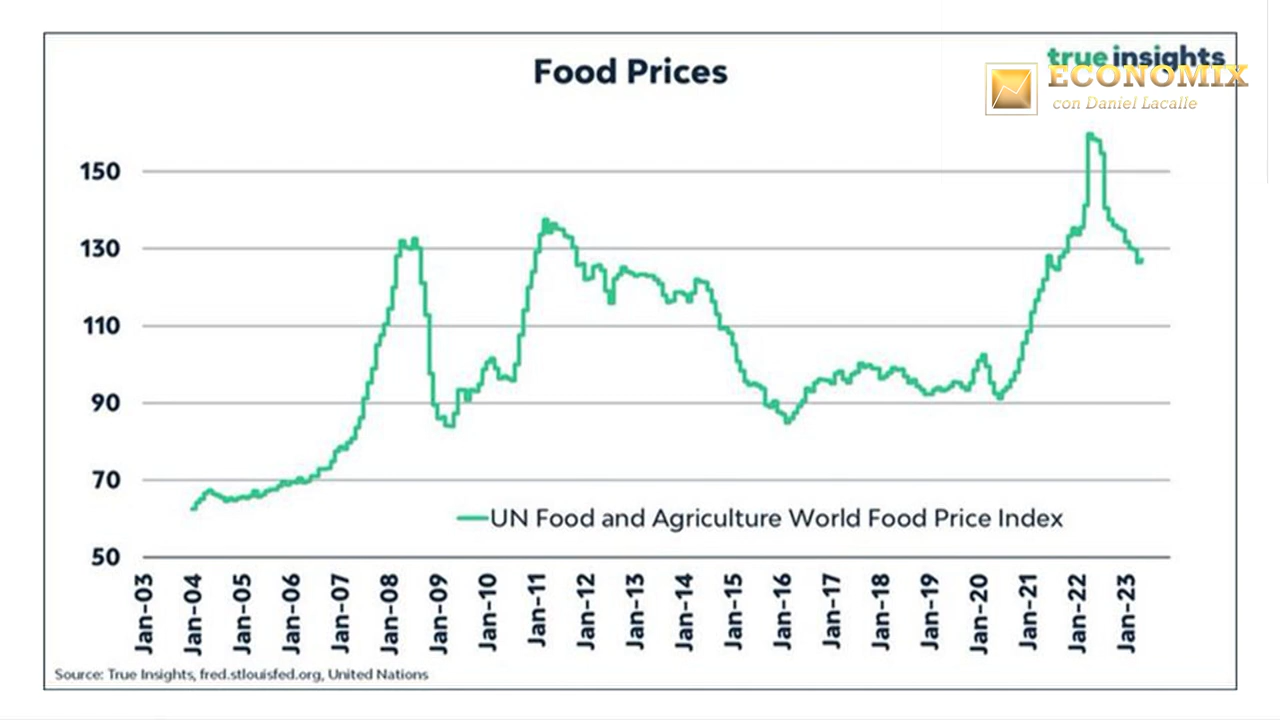 Food Prices
true insights
ECONOMIX
con Daniel Lacalle
150
130
110
90
70
50
UN Food and Agriculture World Food Price Index
Jan-03
Jan-04
Jan-05
Jan-06
Jan-07
Jan-08
Jan-09
Jan-10
Jan-11
Jan-12
Jan-13
Jan-14
Jan-15
Jan-16
Jan-17
Jan-18
Jan-19
Jan-20
Jan-21
Jan-22
Jan-23
Source: True Insights, fred.stlouisfed.org, United Nations